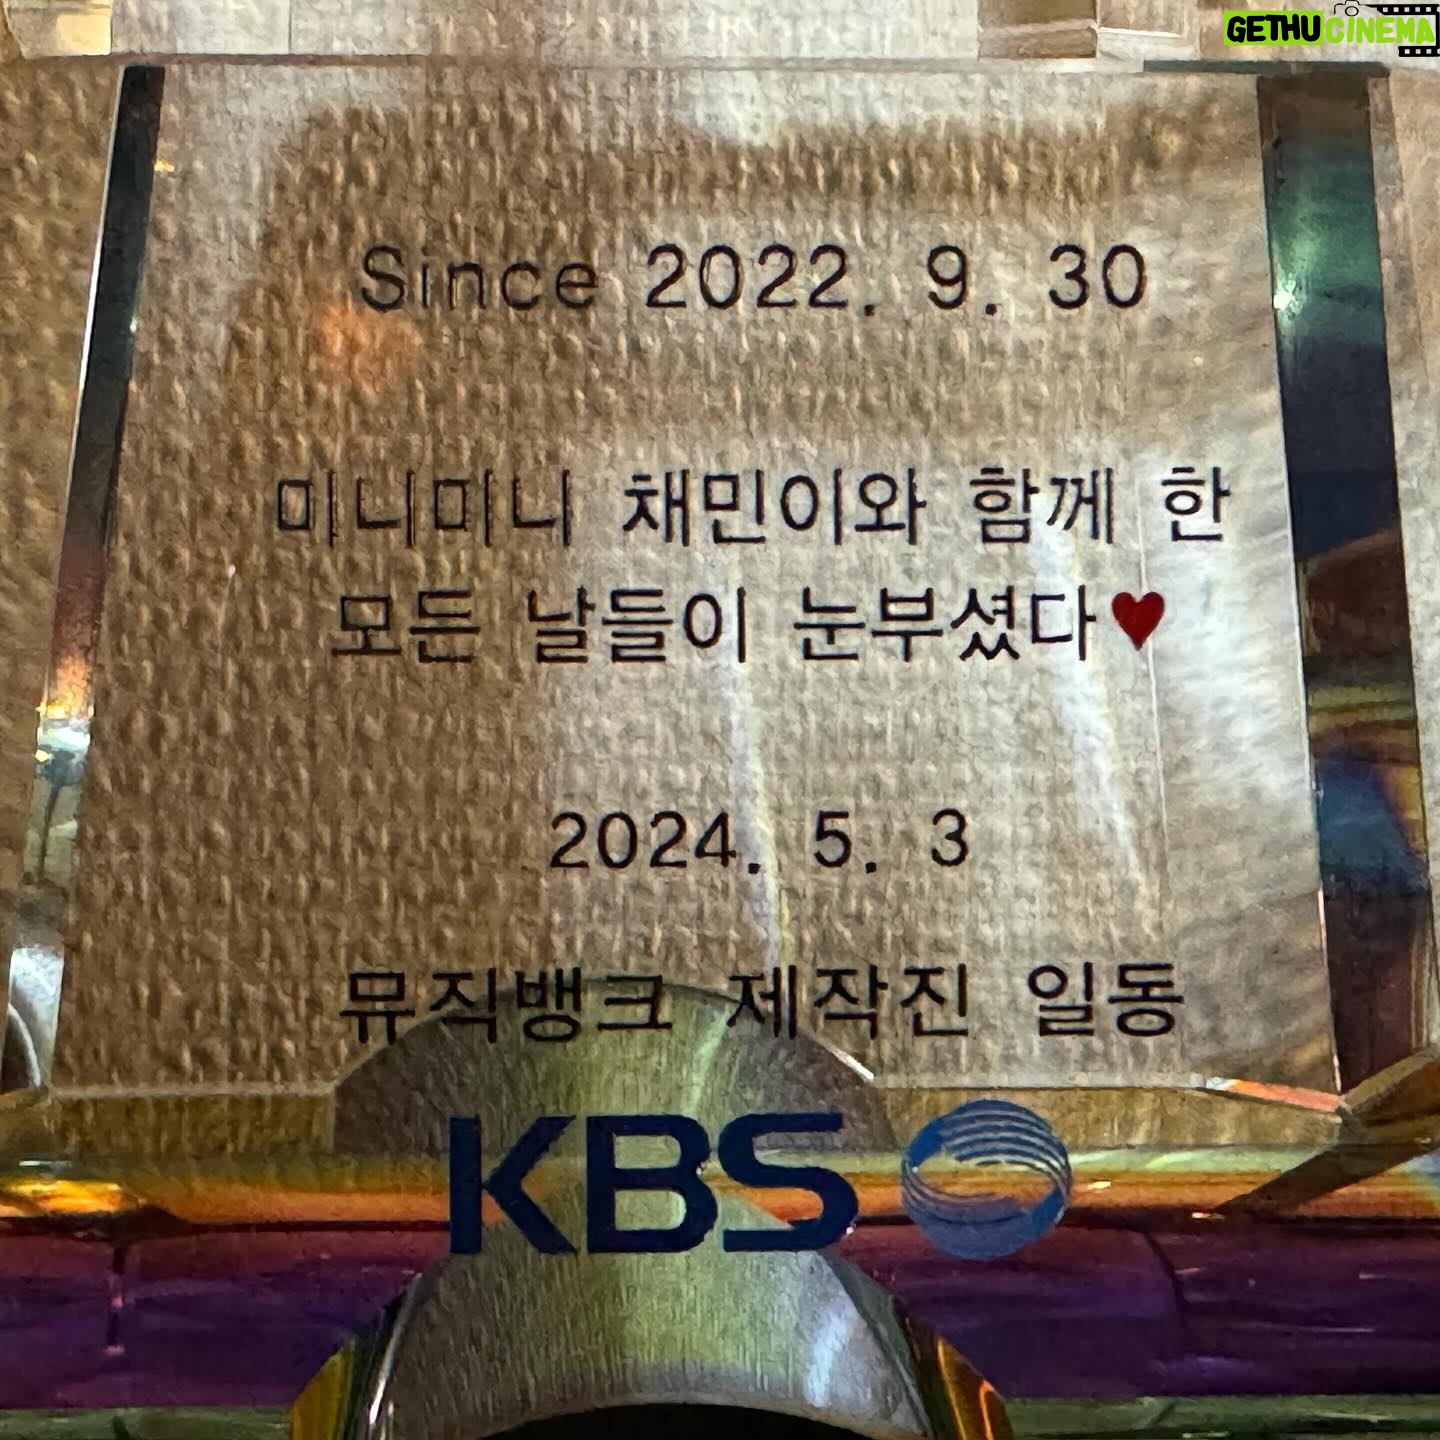 GETHUCINEMA
Since 2022. 9. 30
미니미니 채민이와 함께 한
모든 날들이 눈부셨다♥
2024. 5. 3
뮤직뱅크 제작진 일동
KBS